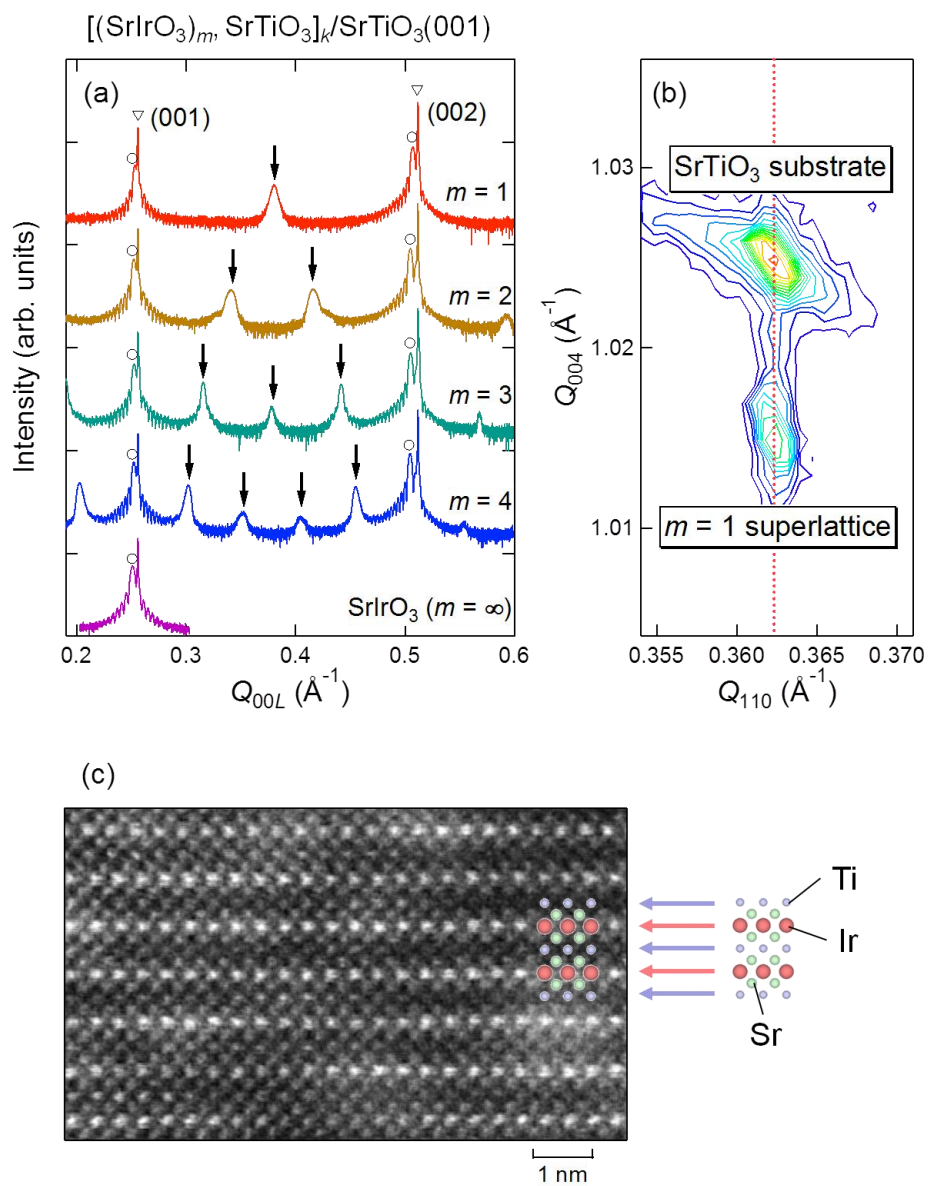 [(SrIrO₃)ₘ, SrTiO₃]ₖ/SrTiO₃(001)
(a)
(001)
(002)
m = 1
m = 2
m = 3
m = 4
SrIrO₃ (m = ∞)
Intensity (arb. units)
0.2 0.3 0.4 0.5 0.6
Q₀₀L (Å⁻¹)
(b)
SrTiO₃ substrate
m = 1 superlattice
1.03
1.02
1.01
Q₀₀₄ (Å⁻¹)
0.355 0.360 0.365 0.370
Q₁₁₀ (Å⁻¹)
(c)
Ti
Ir
Sr
1 nm